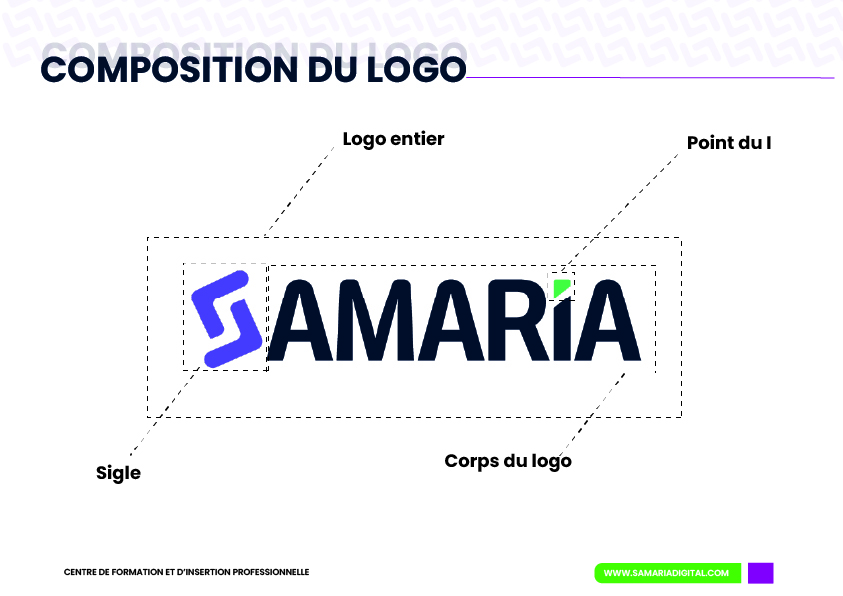 COMPOSITION DU LOGO
Logo entier
Point du I
SAMARIA
Sigle
Corps du logo
CENTRE DE FORMATION ET D'INSERTION PROFESSIONNELLE
WWW.SAMARIADIGITAL.COM